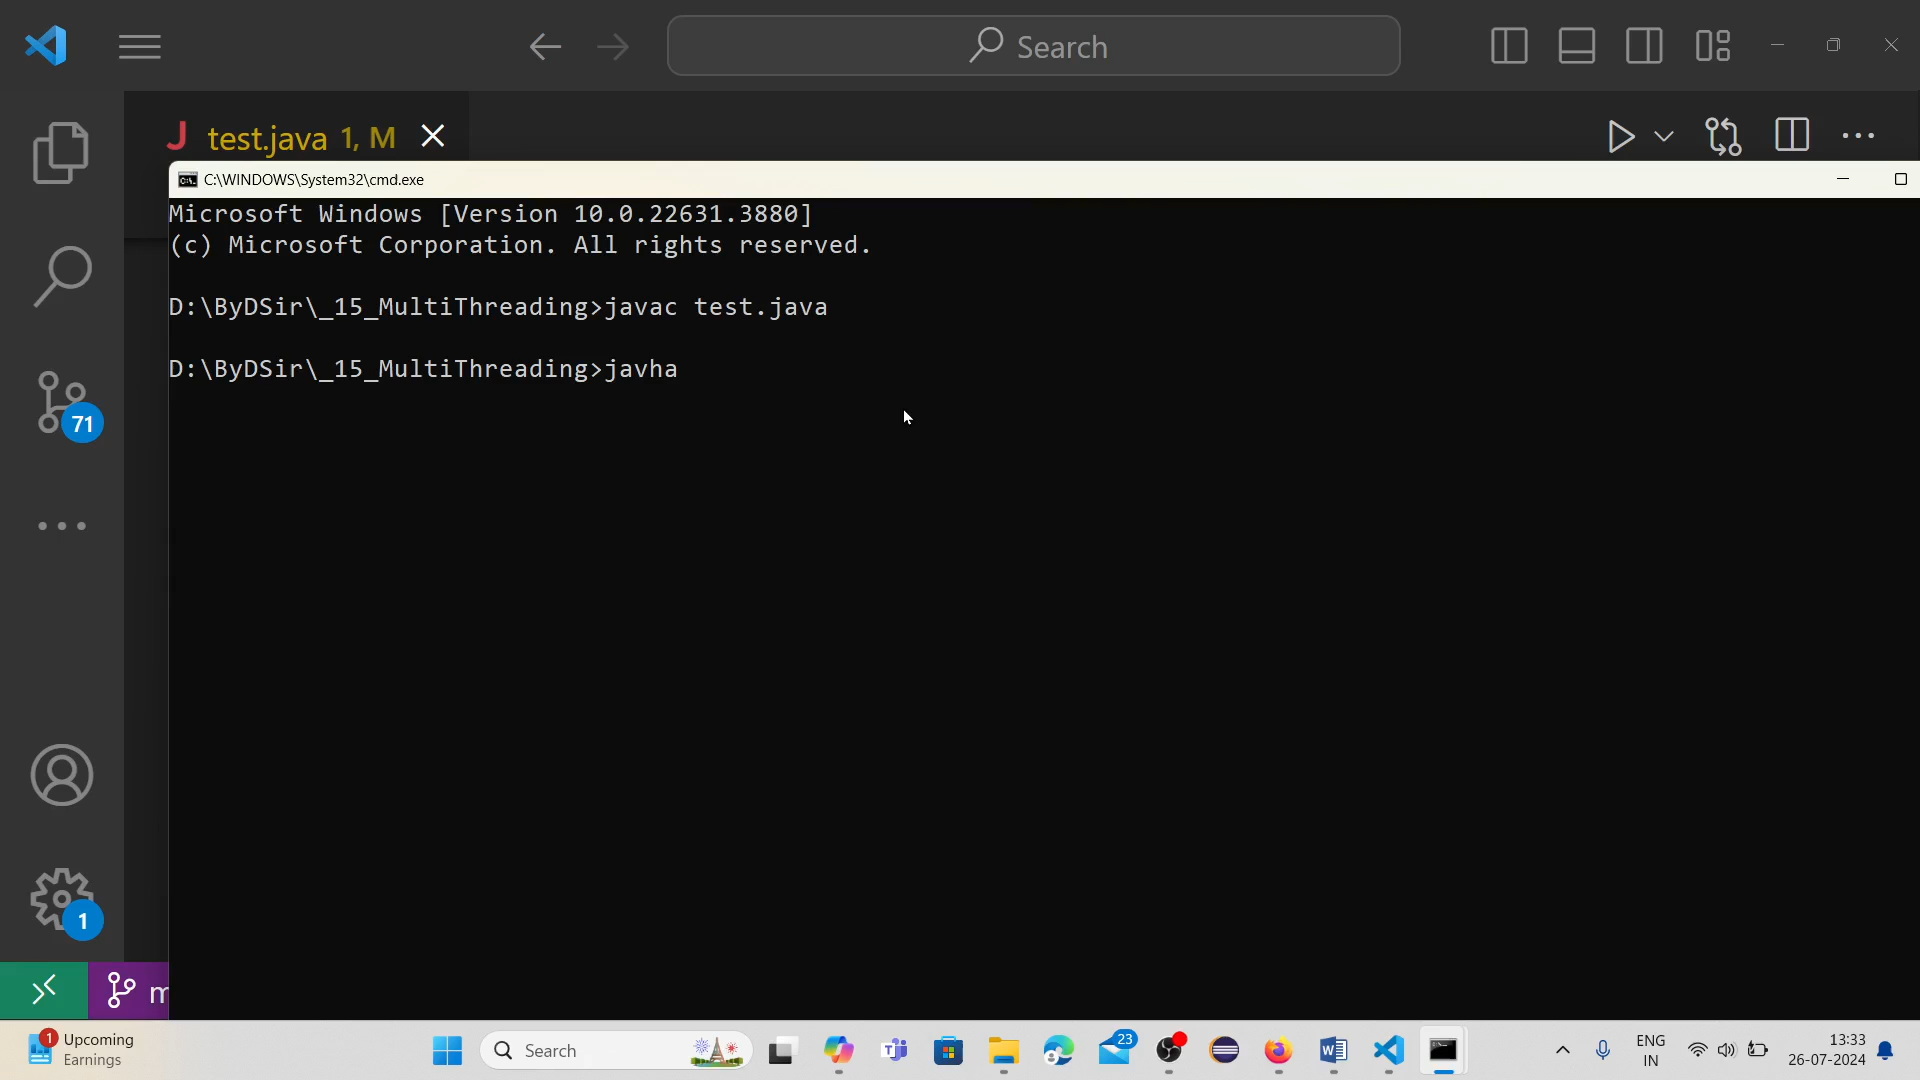 Search
J test.java 1, M
C:\WINDOWS\System32\cmd.exe
Microsoft Windows [Version 10.0.22631.3880]
(c) Microsoft Corporation. All rights reserved.
D:\ByDSir\_15_MultiThreading>javac test.java
D:\ByDSir\_15_MultiThreading>javha
71
1
m
1
Upcoming
Earnings
Search
23
ENG
IN
13:33
26-07-2024